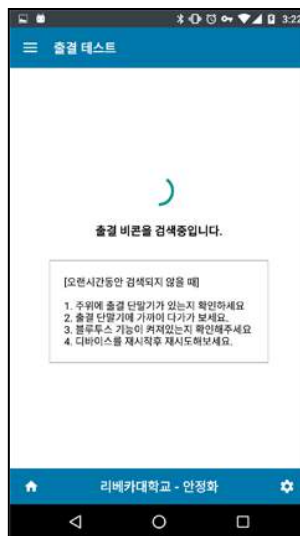 3:22
출결 테스트
출결 비콘을 검색중입니다.
[오랜시간동안 검색되지 않을 때]
1. 주위에 출결 단말기가 있는지 확인하세요
2. 출결 단말기에 가까이 다가가 보세요.
3. 블루투스 기능이 켜져있는지 확인해주세요
4. 디바이스를 재시작후 재시도해보세요.
리베카대학교 - 안정화